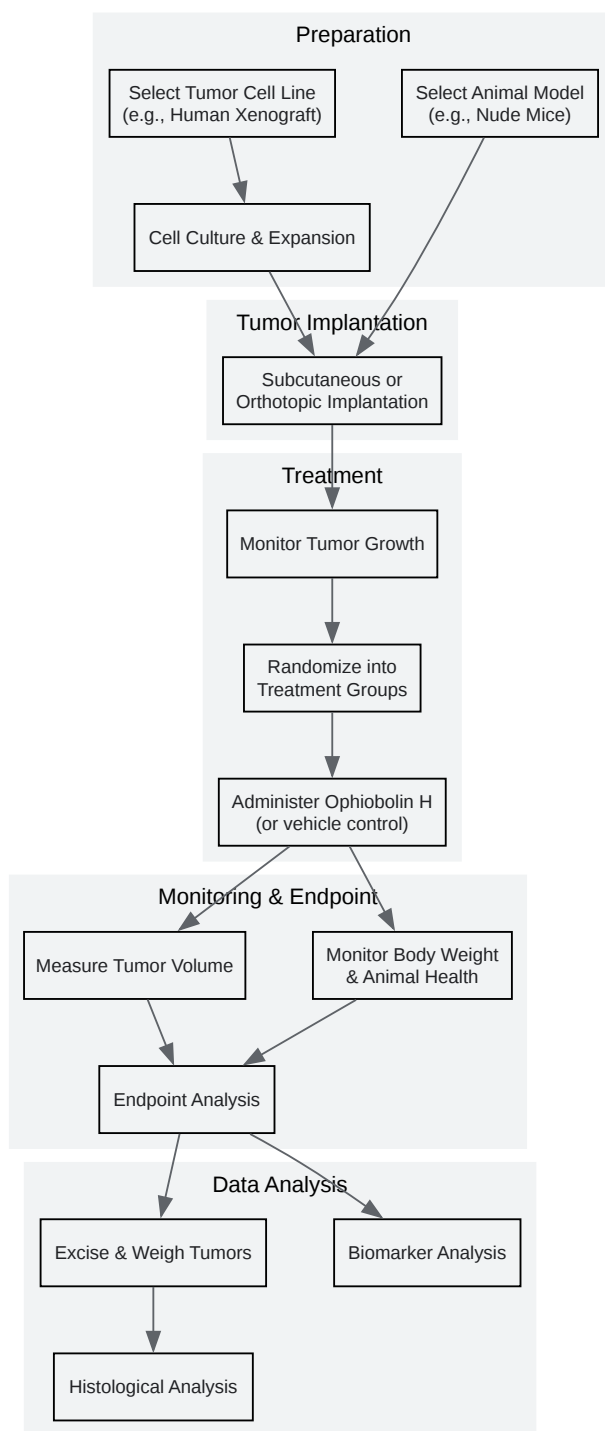 Preparation
Select Tumor Cell Line
(e.g., Human Xenograft)
Select Animal Model
(e.g., Nude Mice)
Cell Culture & Expansion
Tumor Implantation
Subcutaneous or
Orthotopic Implantation
Treatment
Monitor Tumor Growth
Randomize into
Treatment Groups
Administer Ophiobolin H
(or vehicle control)
Monitoring & Endpoint
Measure Tumor Volume
Monitor Body Weight
& Animal Health
Endpoint Analysis
Data Analysis
Excise & Weigh Tumors
Biomarker Analysis
Histological Analysis